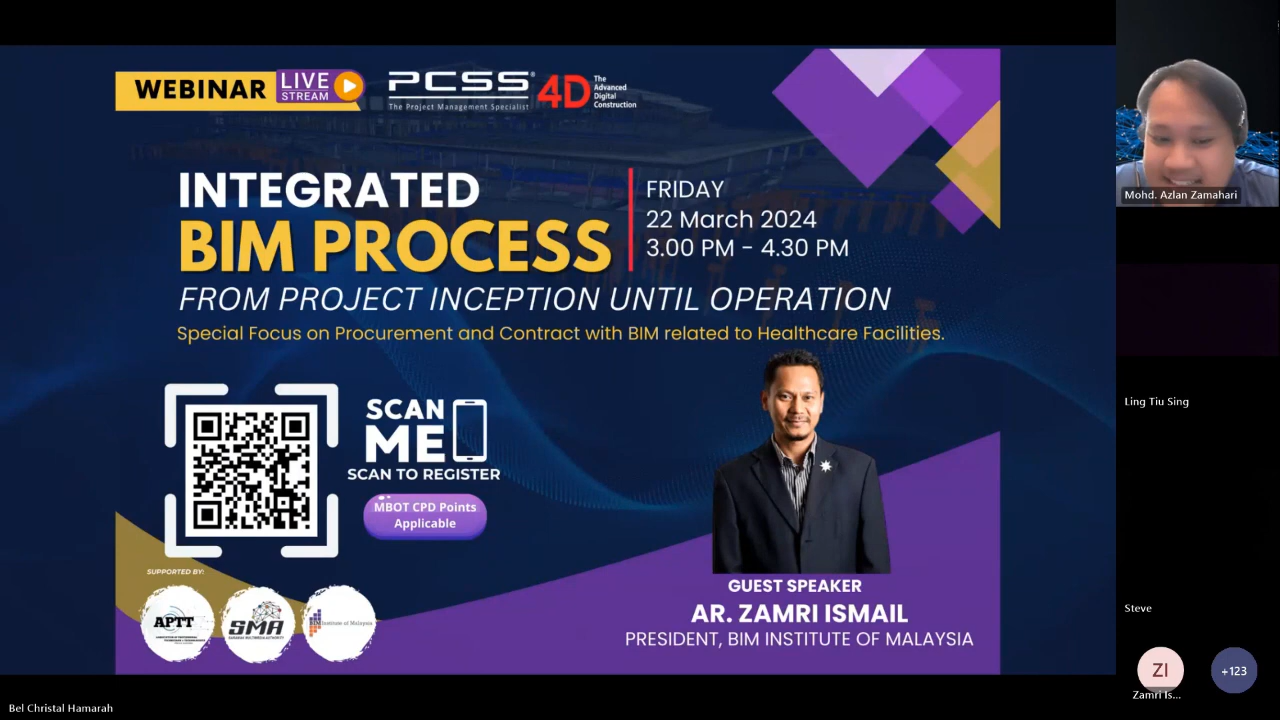 WEBINAR
LIVE
STREAM
PCSS®
The Project Management Specialist
4D
The
Advanced
Digital
Construction
INTEGRATED
BIM PROCESS
FRIDAY
22 March 2024
3.00 PM - 4.30 PM
FROM PROJECT INCEPTION UNTIL OPERATION
Special Focus on Procurement and Contract with BIM related to Healthcare Facilities.
SCAN
ME
SCAN TO REGISTER
MBOT CPD Points
Applicable
SUPPORTED BY:
APTT
SMA
SARAWAK MULTIMEDIA AUTHORITY
BIM Institute of Malaysia
GUEST SPEAKER
AR. ZAMRI ISMAIL
PRESIDENT, BIM INSTITUTE OF MALAYSIA
Mohd. Azlan Zamahari
Ling Tiu Sing
Steve
ZI
Zamri Is...
+123
Bel Christal Hamarah